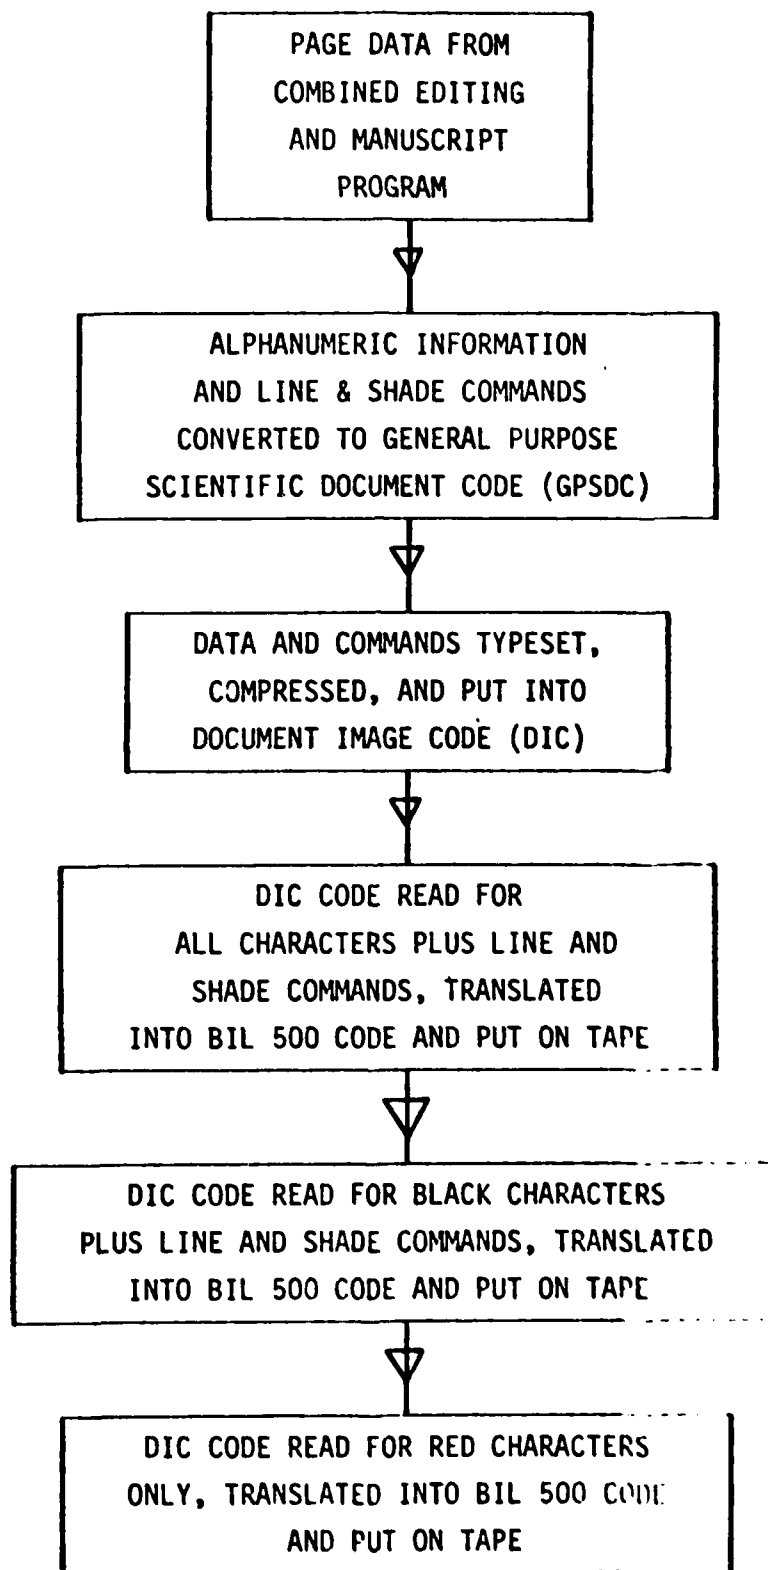 PAGE DATA FROM
COMBINED EDITING
AND MANUSCRIPT
PROGRAM
ALPHANUMERIC INFORMATION
AND LINE & SHADE COMMANDS
CONVERTED TO GENERAL PURPOSE
SCIENTIFIC DOCUMENT CODE (GPSDC)
DATA AND COMMANDS TYPESET,
COMPRESSED, AND PUT INTO
DOCUMENT IMAGE CODE (DIC)
DIC CODE READ FOR
ALL CHARACTERS PLUS LINE AND
SHADE COMMANDS, TRANSLATED
INTO BIL 500 CODE AND PUT ON TAPE
DIC CODE READ FOR BLACK CHARACTERS
PLUS LINE AND SHADE COMMANDS, TRANSLATED
INTO BIL 500 CODE AND PUT ON TAPE
DIC CODE READ FOR RED CHARACTERS
ONLY, TRANSLATED INTO BIL 500 CODE
AND PUT ON TAPE